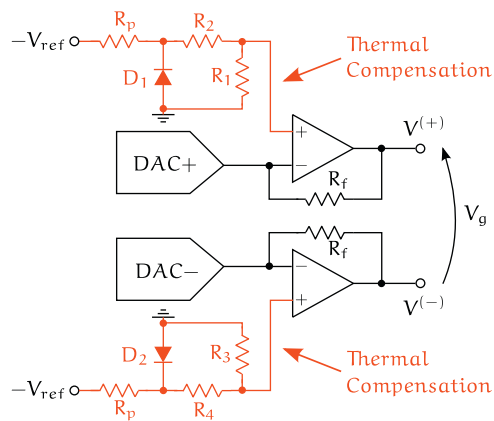 −Vref
Rp
R2
D1
R1
Thermal
Compensation
DAC+
+
−
Rf
V(+)
Vg
DAC−
−
+
Rf
V(−)
D2
R3
−Vref
Rp
R4
Thermal
Compensation